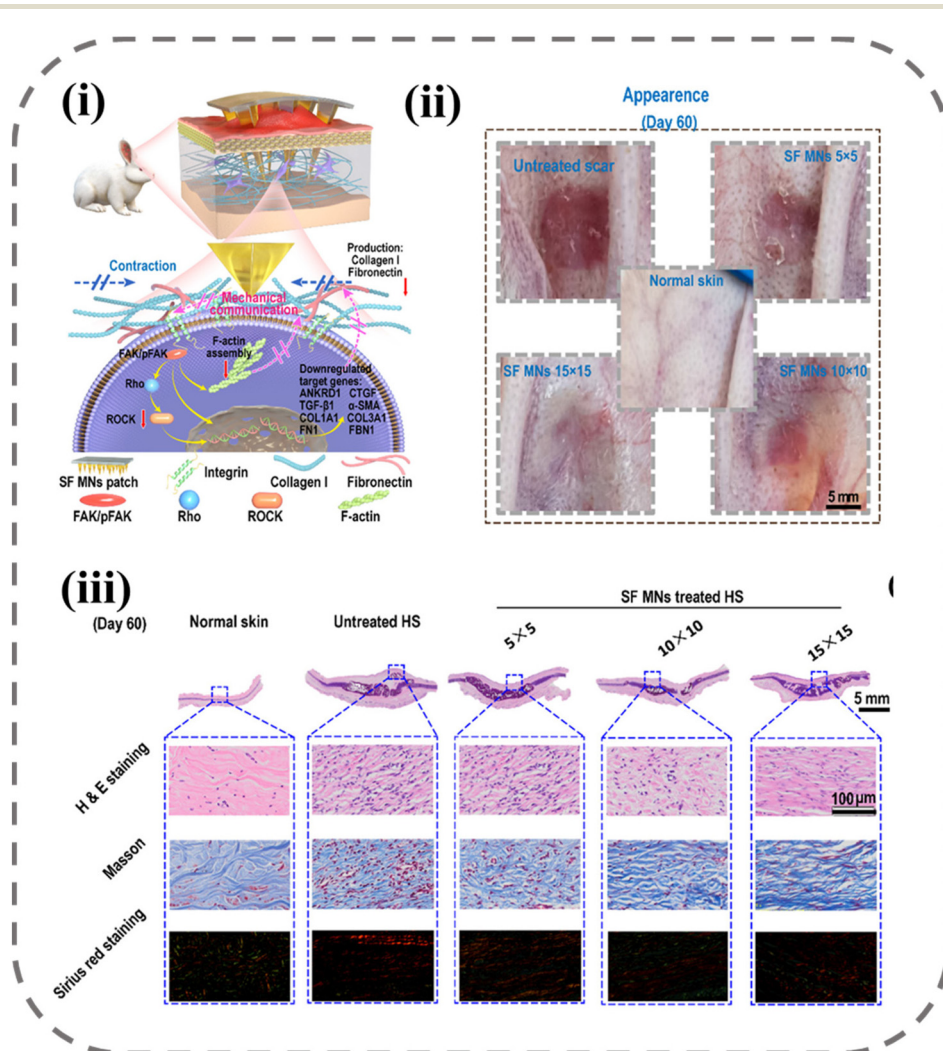 (i)
Production:
Collagen I
Fibronectin
Contraction
Mechanical
communication
FAK/pFAK
F-actin
assembly
Rho
ROCK
Downregulated
target genes:
ANKRD1 CTGF
TGF-β1 α-SMA
COL1A1 COL3A1
FN1 FBN1
SF MNs patch
Integrin
Collagen I
Fibronectin
FAK/pFAK
Rho
ROCK
F-actin
(ii)
Appearence
(Day 60)
Untreated scar
SF MNs 5×5
Normal skin
SF MNs 15×15
SF MNs 10×10
5 mm
(iii)
(Day 60)
Normal skin
Untreated HS
SF MNs treated HS
5×5
10×10
15×15
5 mm
H & E staining
100 μm
Masson
Sirius red staining